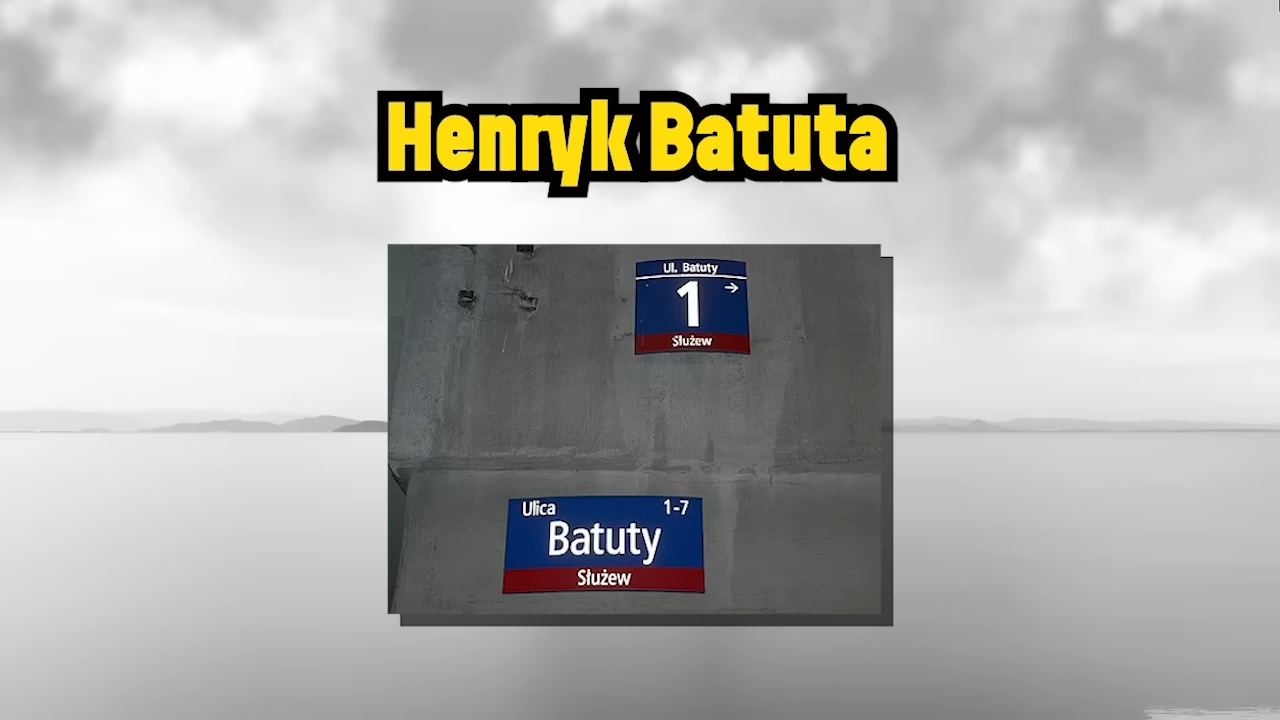 Henryk Batuta
Ul. Batuty
1 →
Służew
Ulica 1-7
Batuty
Służew